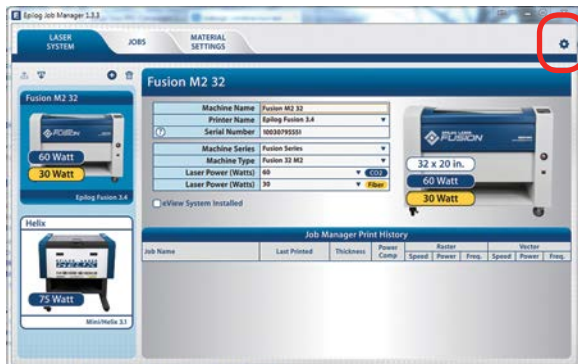 Epilog Job Manager 1.3.3
LASER SYSTEM
JOBS
MATERIAL SETTINGS
Fusion M2 32
FUSION
60 Watt
30 Watt
Epilog Fusion 3.4
Helix
75 Watt
Mini/Helix 3.1
Fusion M2 32
Machine Name Fusion M2 32
Printer Name Epilog Fusion 3.4
? Serial Number 10030795551
Machine Series Fusion Series
Machine Type Fusion 32 M2
Laser Power (Watts) 60 CO2
Laser Power (Watts) 30 Fiber
eView System Installed
FUSION
32 x 20 in.
60 Watt
30 Watt
Job Manager Print History
Job Name Last Printed Thickness Power Comp Raster Vector
Speed Power Freq. Speed Power Freq.